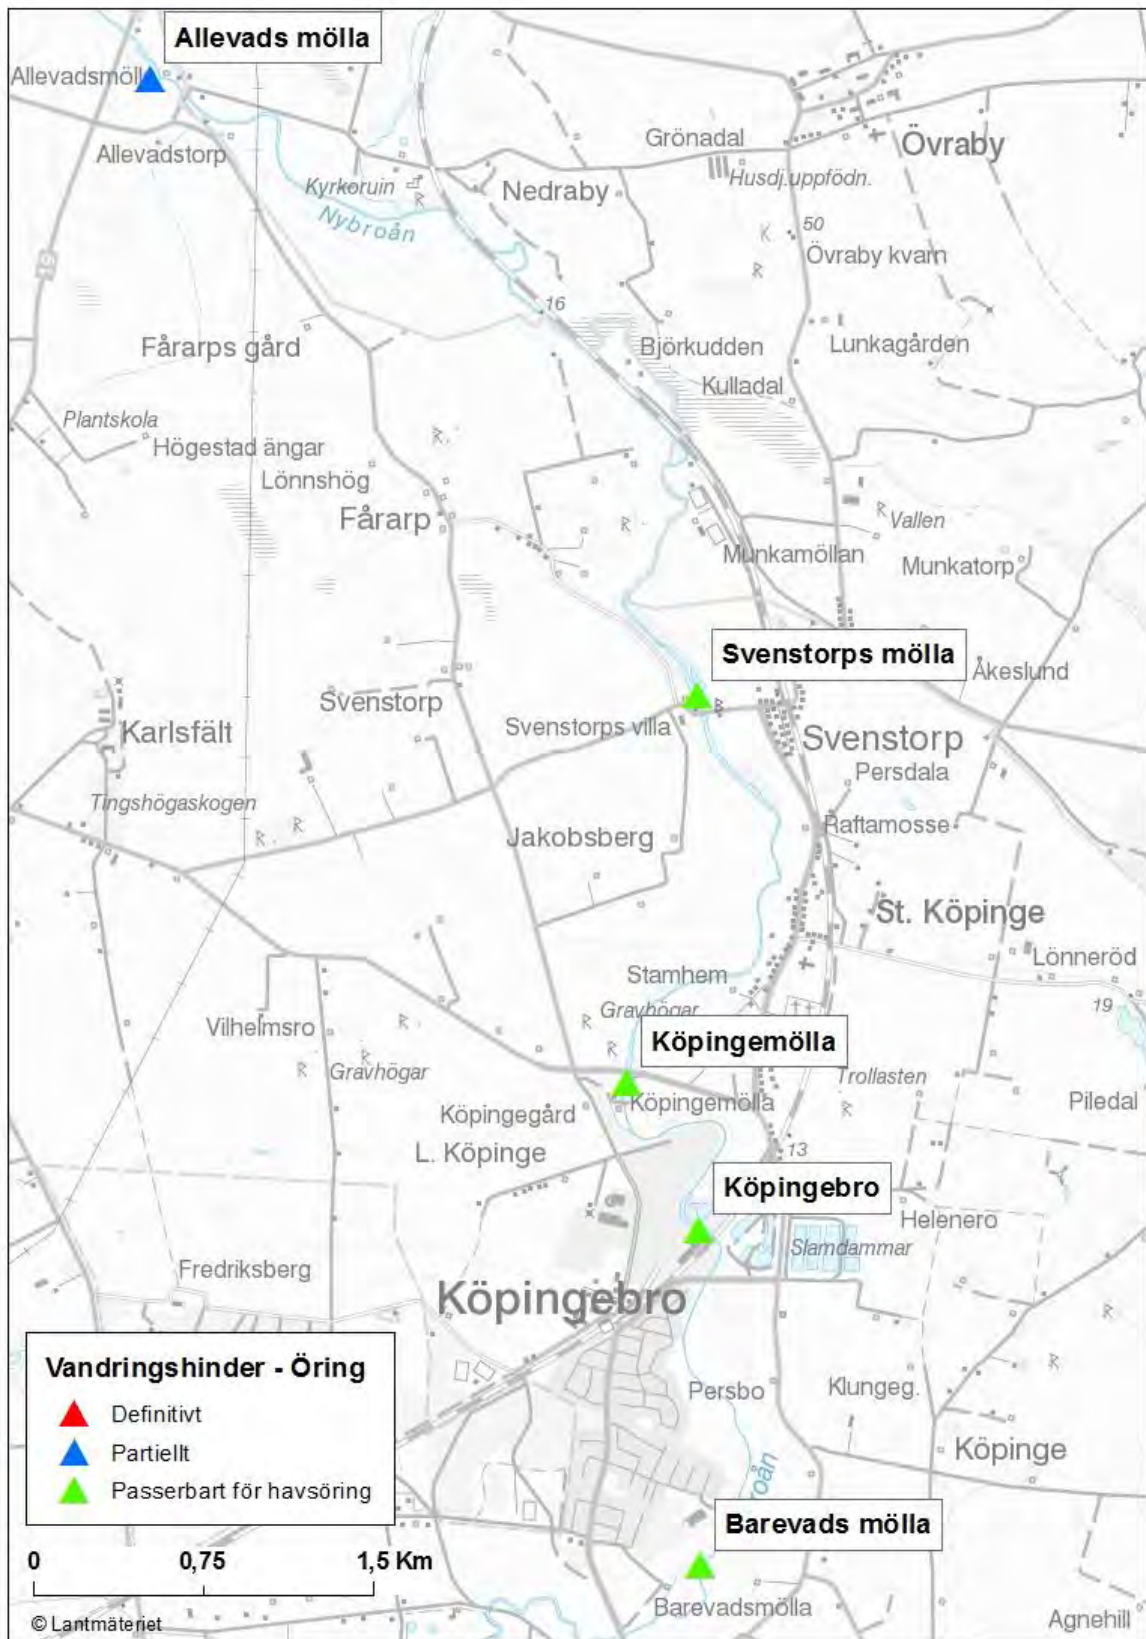 Allevads mölla
Allevadsmöll
Allevadstorp
Grönadal
Övraby
Husdj.uppfödn.
Kyrkoruin
Nedraby
Nybroån
50
Övraby kvarn
19
16
Fårarps gård
Björkudden
Lunkagården
Kulladal
Plantskola
Högestad ängar
Lönnshög
Fårarp
Vallen
Munkamöllan
Munkatorp
Svenstorps mölla
Åkeslund
Svenstorp
Karlsfält
Svenstorps villa
Svenstorp
Persdala
Tingshögaskogen
Jakobsberg
Raftamosse
St. Köpinge
Lönneröd
Stamhem
19
Gravhögar
Vilhelmsro
Köpingemölla
Gravhögar
Trollasten
Köpingegård
Köpingemölla
Piledal
L. Köpinge
13
Köpingebro
Helenero
Slamdammar
Fredriksberg
Köpingebro
Vandringshinder - Öring
Definitivt
Partiellt
Passerbart för havsöring
Persbo
Klungeg.
Köpinge
roån
Barevads mölla
Barevadsmölla
Agnehill
0 0,75 1,5 Km
© Lantmäteriet